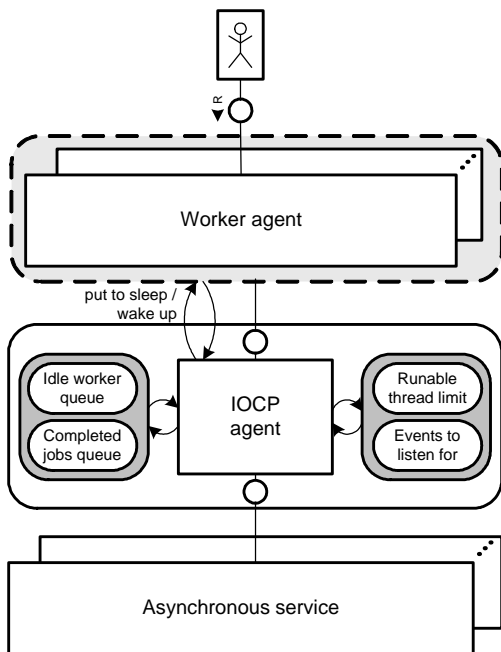 R
Worker agent
put to sleep /
wake up
Idle worker
queue
Completed
jobs queue
IOCP
agent
Runable
thread limit
Events to
listen for
Asynchronous service